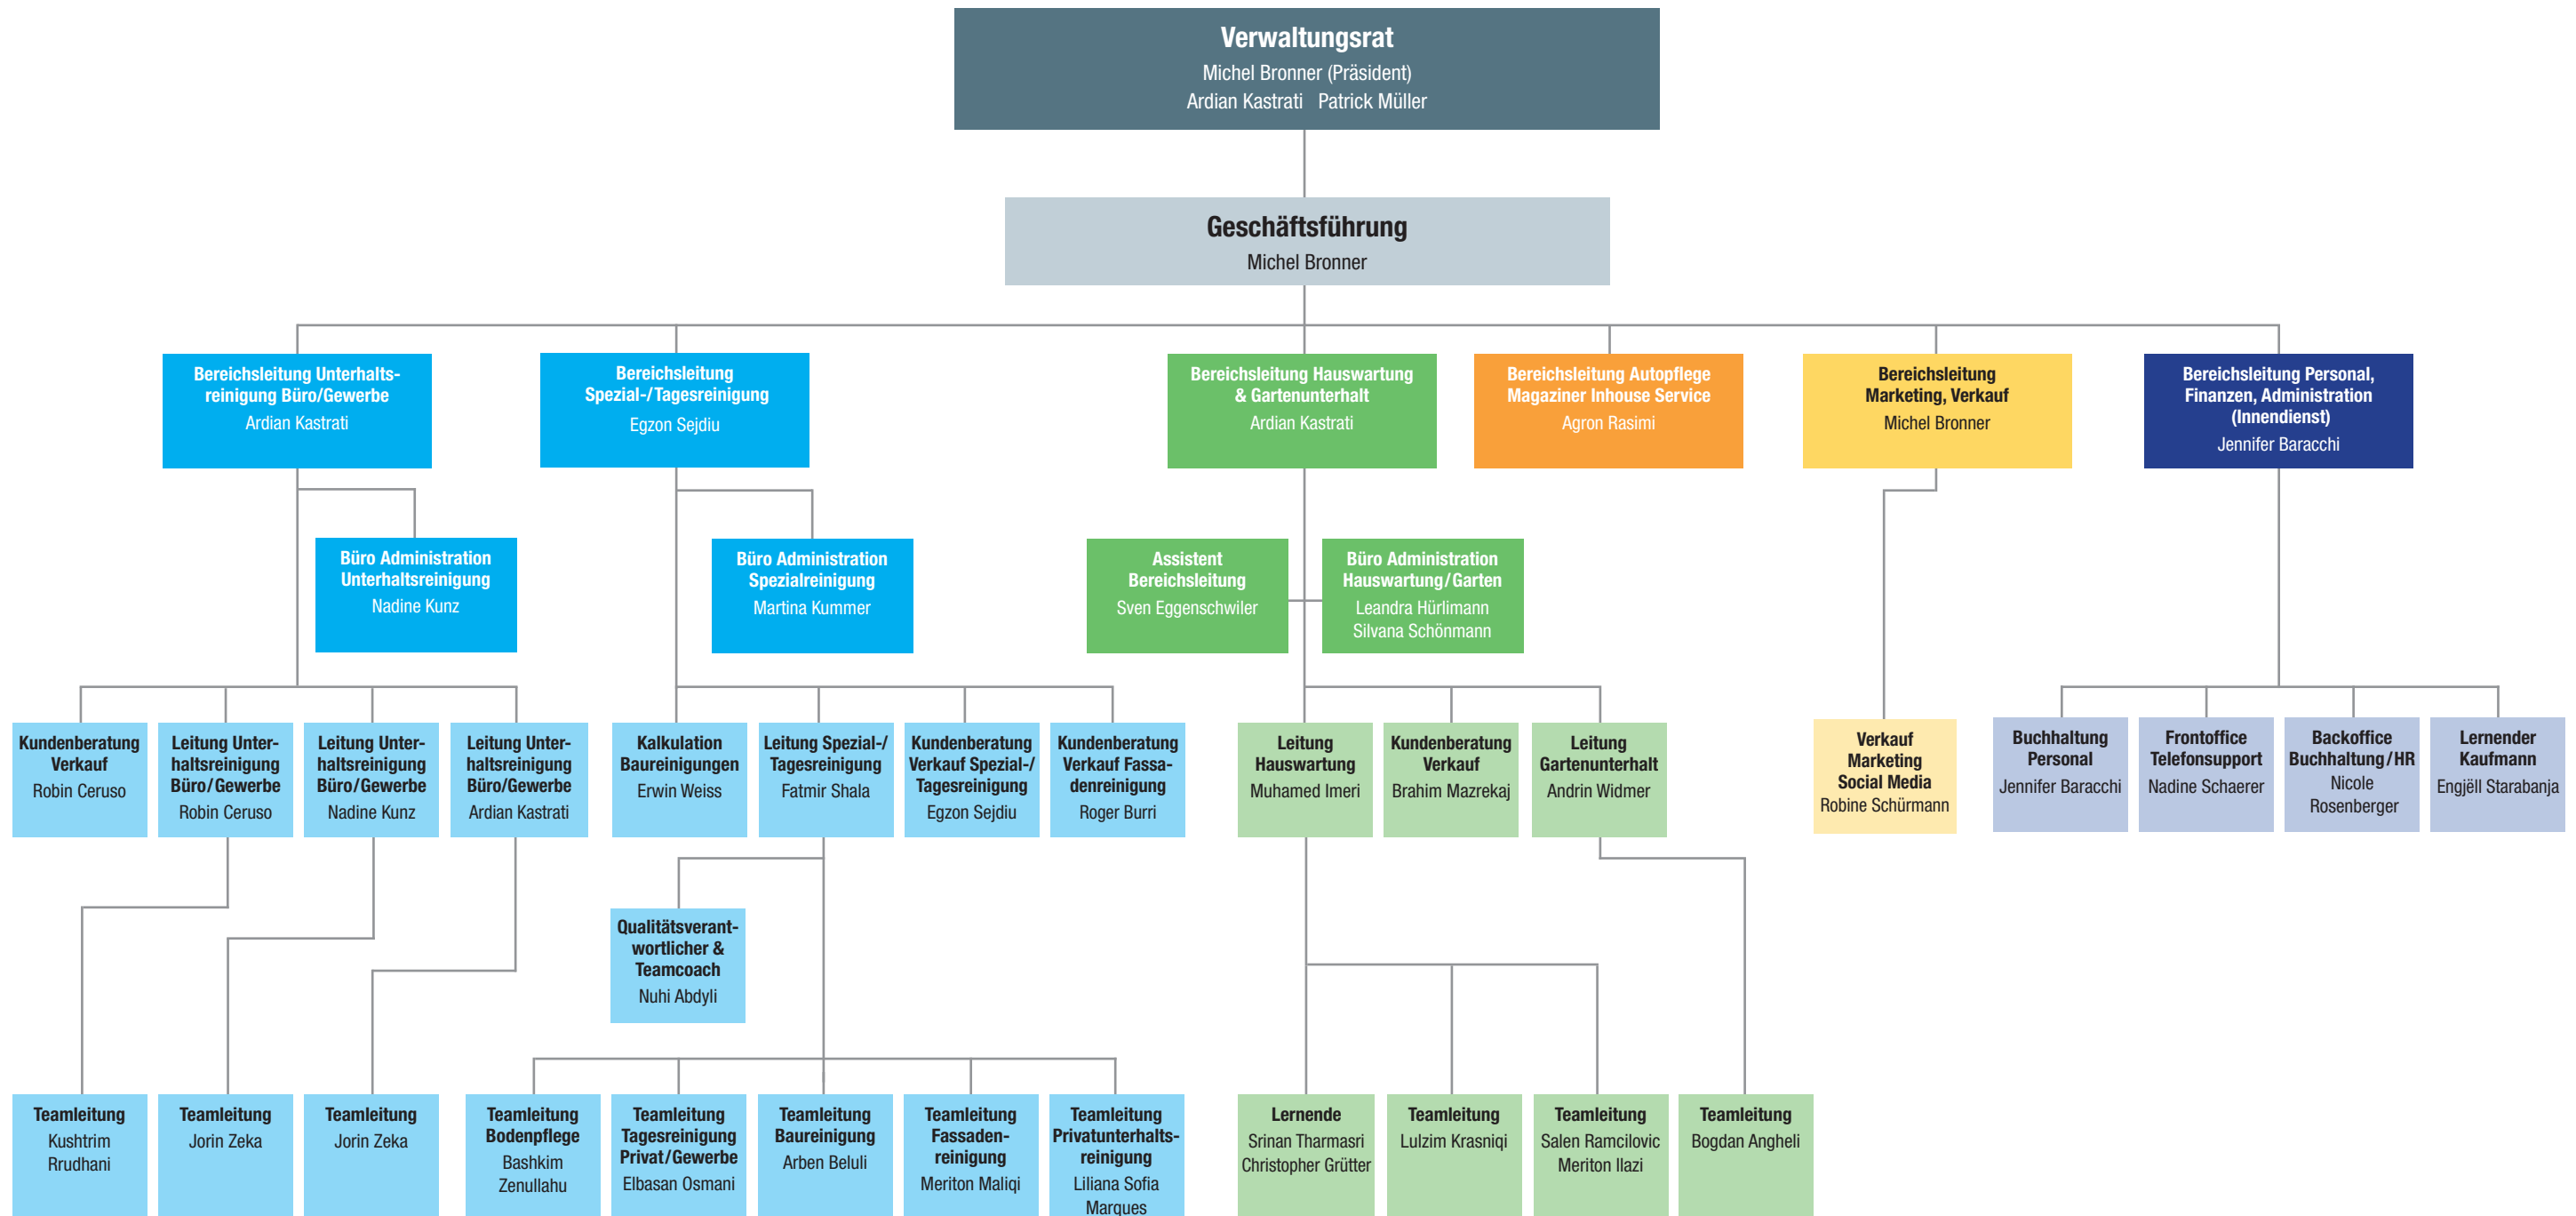 Verwaltungsrat
Michel Bronner (Präsident)
Ardian Kastrati Patrick Müller
Geschäftsführung
Michel Bronner
Bereichsleitung Unterhalts-
reinigung Büro/Gewerbe
Ardian Kastrati
Bereichsleitung
Spezial-/Tagesreinigung
Egzon Sejdiu
Bereichsleitung Hauswartung
& Gartenunterhalt
Ardian Kastrati
Bereichsleitung Autopflege
Magaziner Inhouse Service
Agron Rasimi
Bereichsleitung
Marketing, Verkauf
Michel Bronner
Bereichsleitung Personal,
Finanzen, Administration
(Innendienst)
Jennifer Baracchi
Büro Administration
Unterhaltsreinigung
Nadine Kunz
Büro Administration
Spezialreinigung
Martina Kummer
Assistent
Bereichsleitung
Sven Eggenschwiler
Büro Administration
Hauswartung/Garten
Leandra Hürlimann
Silvana Schönmann
Kundenberatung
Verkauf
Robin Ceruso
Leitung Unter-
haltsreinigung
Büro/Gewerbe
Robin Ceruso
Leitung Unter-
haltsreinigung
Büro/Gewerbe
Nadine Kunz
Leitung Unter-
haltsreinigung
Büro/Gewerbe
Ardian Kastrati
Kalkulation
Baureinigungen
Erwin Weiss
Leitung Spezial-/
Tagesreinigung
Fatmir Shala
Kundenberatung
Verkauf Spezial-/
Tagesreinigung
Egzon Sejdiu
Kundenberatung
Verkauf Fassa-
denreinigung
Roger Burri
Leitung
Hauswartung
Muhamed Imeri
Kundenberatung
Verkauf
Brahim Mazrekaj
Leitung
Gartenunterhalt
Andrin Widmer
Verkauf
Marketing
Social Media
Robine Schürmann
Buchhaltung
Personal
Jennifer Baracchi
Frontoffice
Telefonsupport
Nadine Schaerer
Backoffice
Buchhaltung/HR
Nicole
Rosenberger
Lernender
Kaufmann
Engjëll Starabanja
Qualitätsverant-
wortlicher &
Teamcoach
Nuhi Abdyli
Teamleitung
Kushtrim
Rrudhani
Teamleitung
Jorin Zeka
Teamleitung
Jorin Zeka
Teamleitung
Bodenpflege
Bashkim
Zenullahu
Teamleitung
Tagesreinigung
Privat/Gewerbe
Elbasan Osmani
Teamleitung
Baureinigung
Arben Beluli
Teamleitung
Fassaden-
reinigung
Meriton Maliqi
Teamleitung
Privatunterhalts-
reinigung
Liliana Sofia
Marques
Lernende
Srinan Tharmasri
Christopher Grütter
Teamleitung
Lulzim Krasniqi
Teamleitung
Salen Ramcilovic
Meriton Ilazi
Teamleitung
Bogdan Angheli